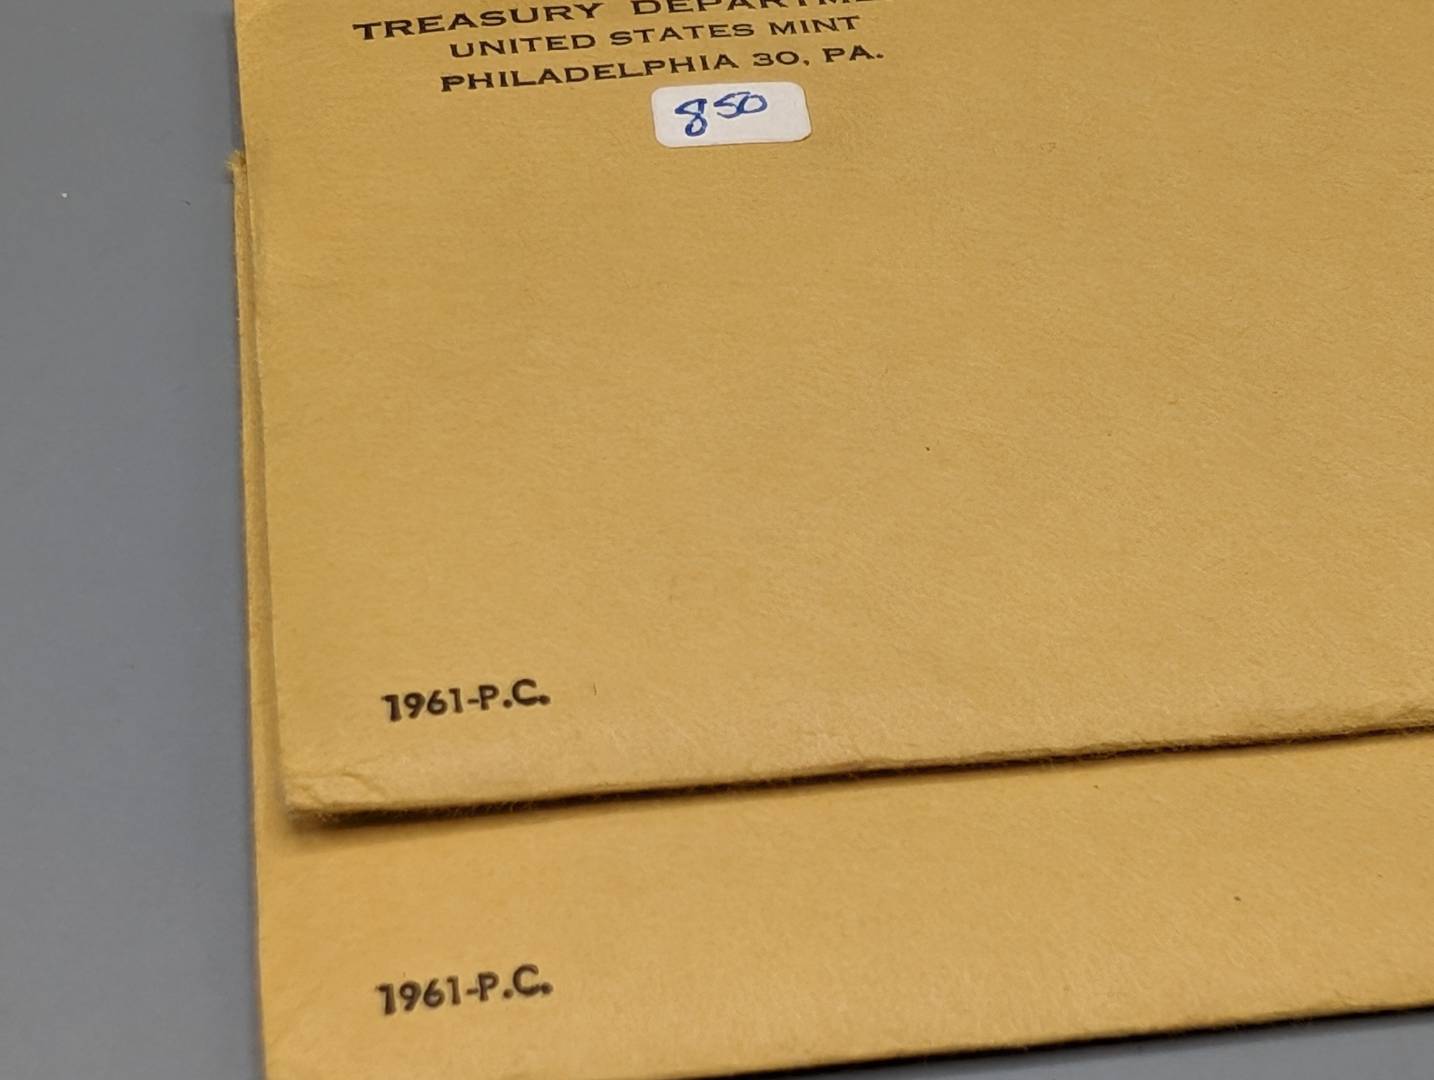 TREASURY
UNITED STATES MINT
PHILADELPHIA 30, PA.
850
1961-P.C.
1961-P.C.